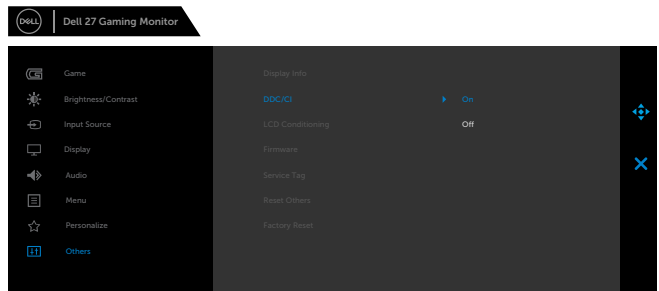 DELL
Dell 27 Gaming Monitor
Game
Brightness/Contrast
Input Source
Display
Audio
Menu
Personalize
Others
Display Info
DDC/CI
On
LCD Conditioning
Off
Firmware
Service Tag
Reset Others
Factory Reset